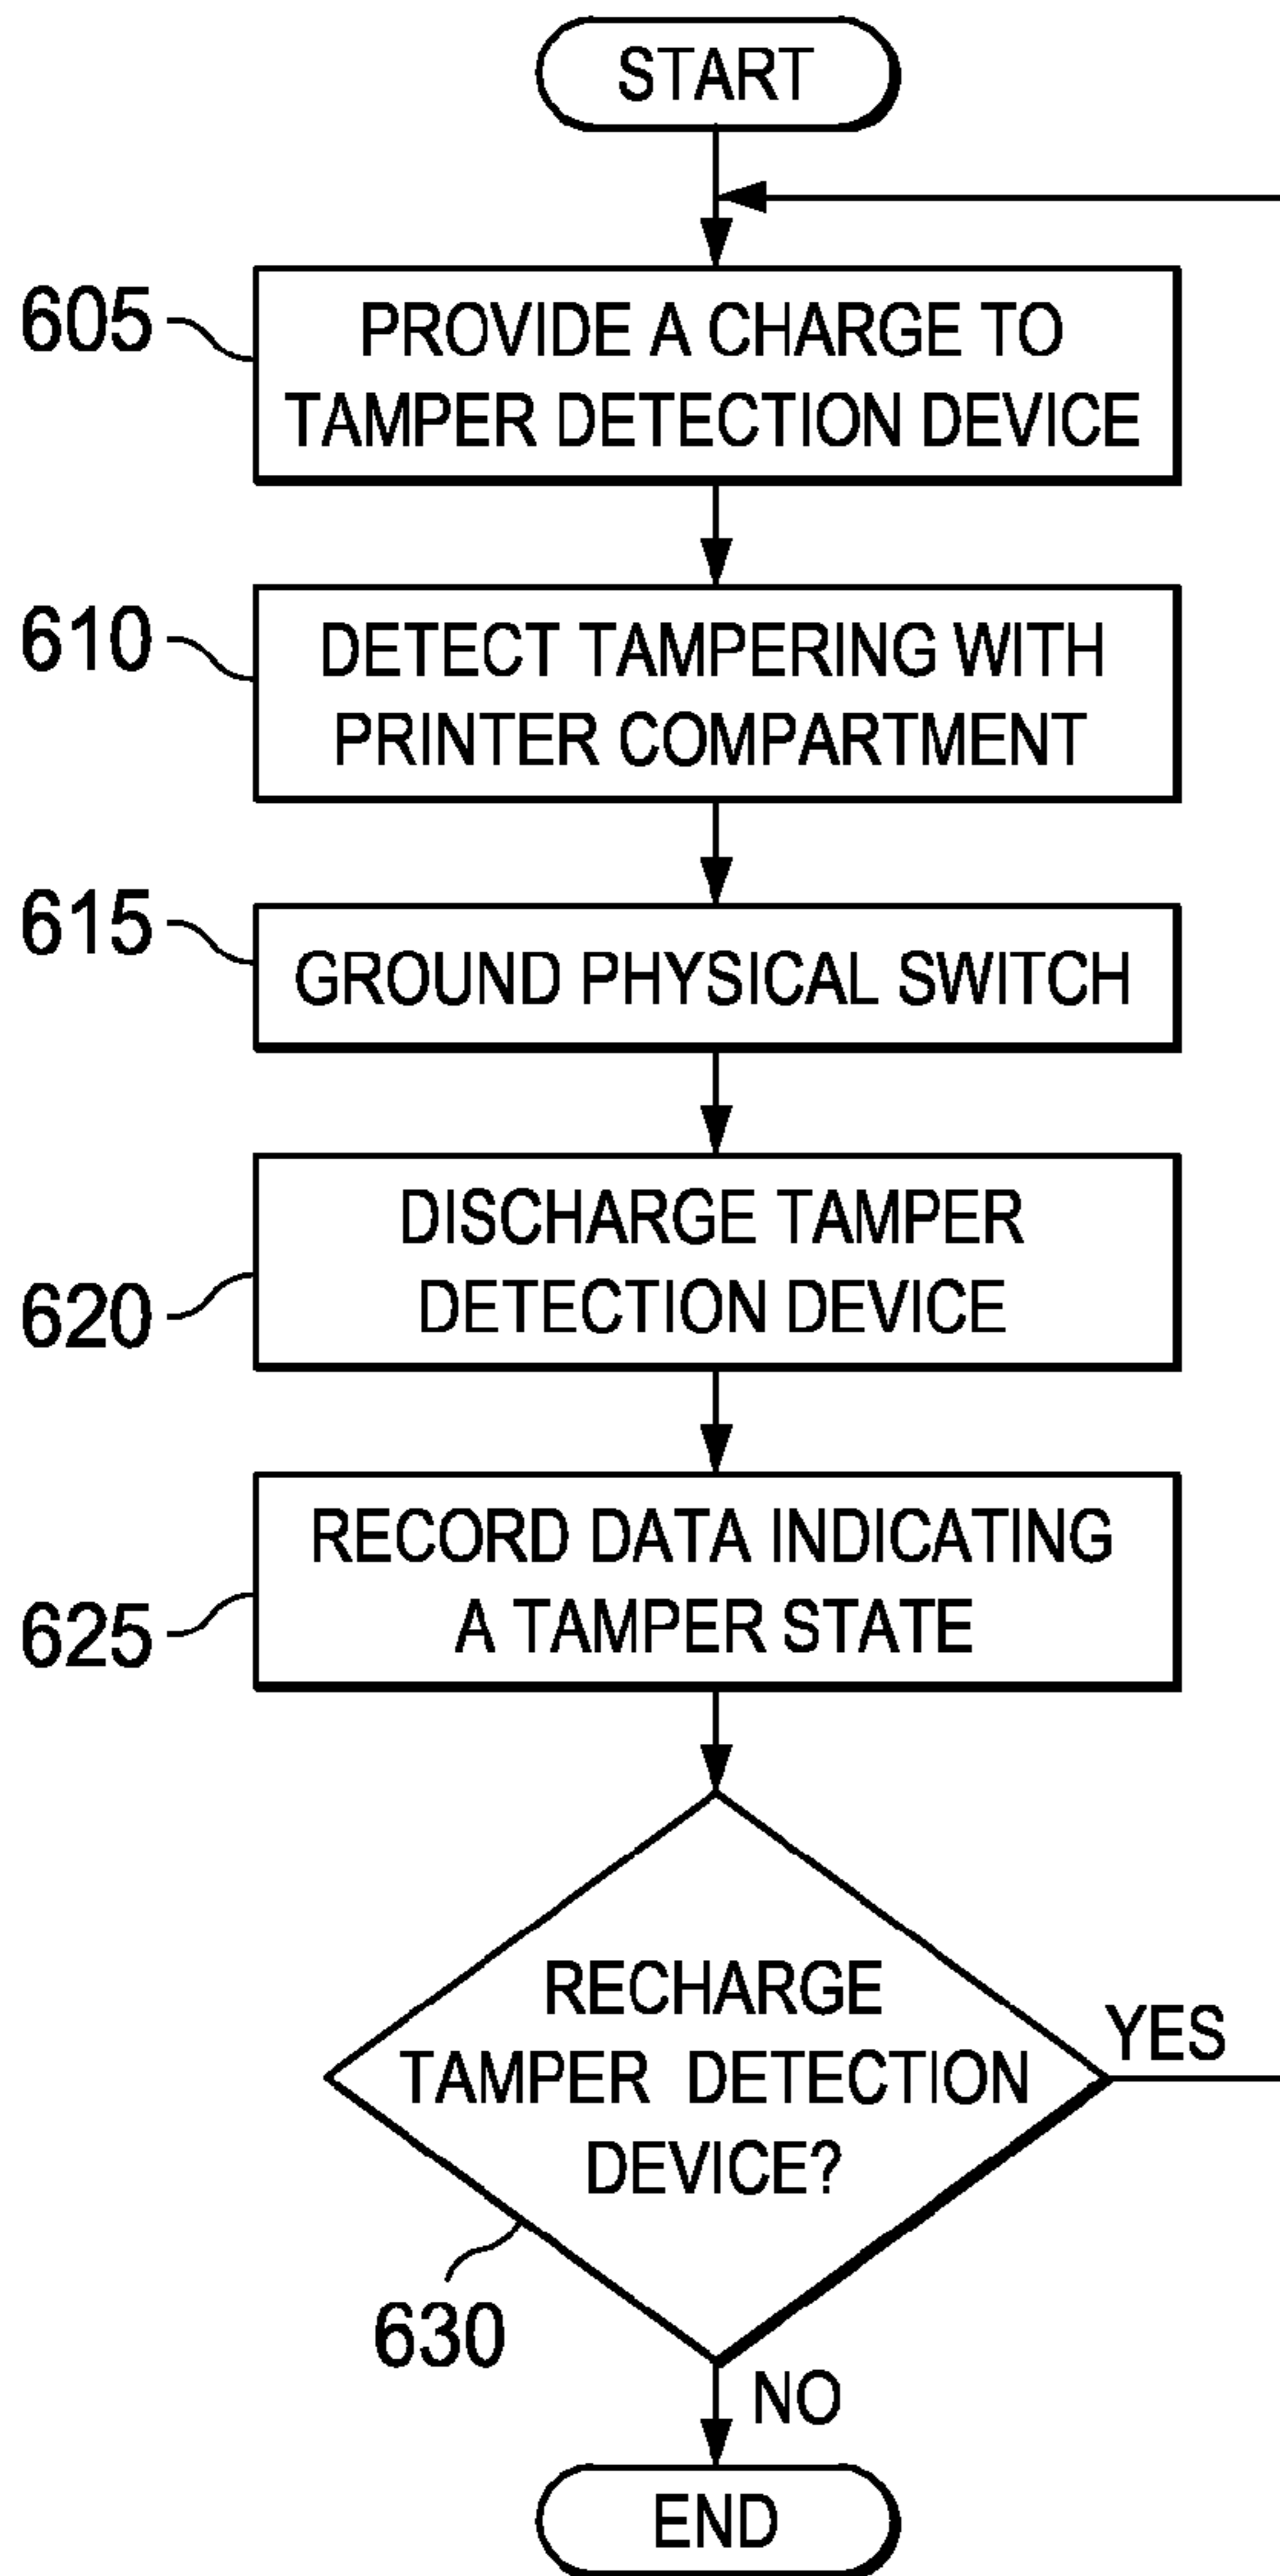 START
605
PROVIDE A CHARGE TO
TAMPER DETECTION DEVICE
610
DETECT TAMPERING WITH
PRINTER COMPARTMENT
615
GROUND PHYSICAL SWITCH
DISCHARGE TAMPER
DETECTION DEVICE
620
RECORD DATA INDICATING
A TAMPER STATE
625
RECHARGE
TAMPER DETECTION
DEVICE?
YES
630
NO
END